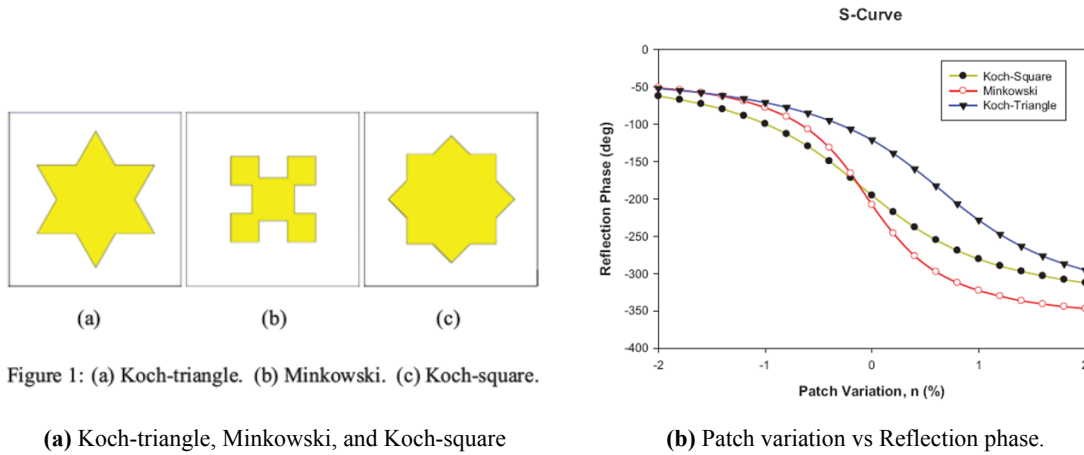 (a)
(b)
(c)
Figure 1: (a) Koch-triangle. (b) Minkowski. (c) Koch-square.
(a) Koch-triangle, Minkowski, and Koch-square
S-Curve
Koch-Square
Minkowski
Koch-Triangle
Reflection Phase (deg)
0
-50
-100
-150
-200
-250
-300
-350
-400
-2
-1
0
1
2
Patch Variation, n (%)
(b) Patch variation vs Reflection phase.